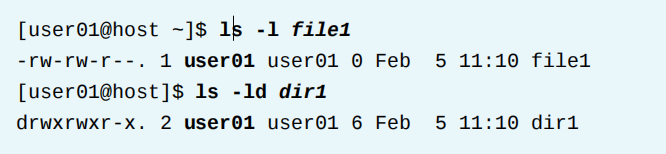 [user01@host ~]$ ls -l file1
-rw-rw-r--. 1 user01 user01 0 Feb  5 11:10 file1
[user01@host]$ ls -ld dir1
drwxrwxr-x. 2 user01 user01 6 Feb  5 11:10 dir1